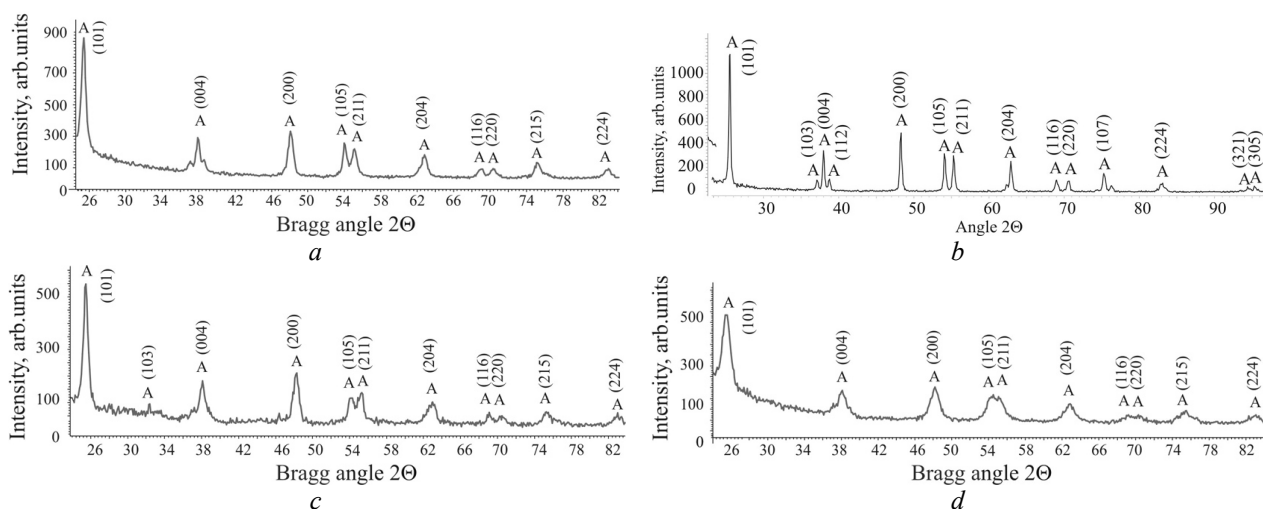 Intensity, arb.units
900
700
500
300
100
0
A
(101)
A
(004)
A
(200)
A
(105)
A
(211)
A
(204)
A
(116)
A
(220)
A
(215)
A
(224)
26 30 34 38 42 46 50 54 58 62 66 70 74 78 82
Bragg angle 2Θ
a
Intensity, arb.units
1000
800
600
400
200
0
A
(101)
A
(103)
A
(004)
A
(112)
A
(200)
A
(105)
A
(211)
A
(204)
A
(116)
A
(220)
A
(107)
A
(224)
A
(321)
A
(305)
30 40 50 60 70 80 90
Angle 2Θ
b
Intensity, arb.units
500
300
100
0
A
(101)
A
(103)
A
(004)
A
(200)
A
(105)
A
(211)
A
(204)
A
(116)
A
(220)
A
(215)
A
(224)
26 30 34 38 42 46 50 54 58 62 66 70 74 78 82
Bragg angle 2Θ
c
Intensity, arb.units
500
300
100
0
A
(101)
A
(004)
A
(200)
A
(105)
A
(211)
A
(204)
A
(116)
A
(220)
A
(215)
A
(224)
26 30 34 38 42 46 50 54 58 62 66 70 74 78 82
Bragg angle 2Θ
d